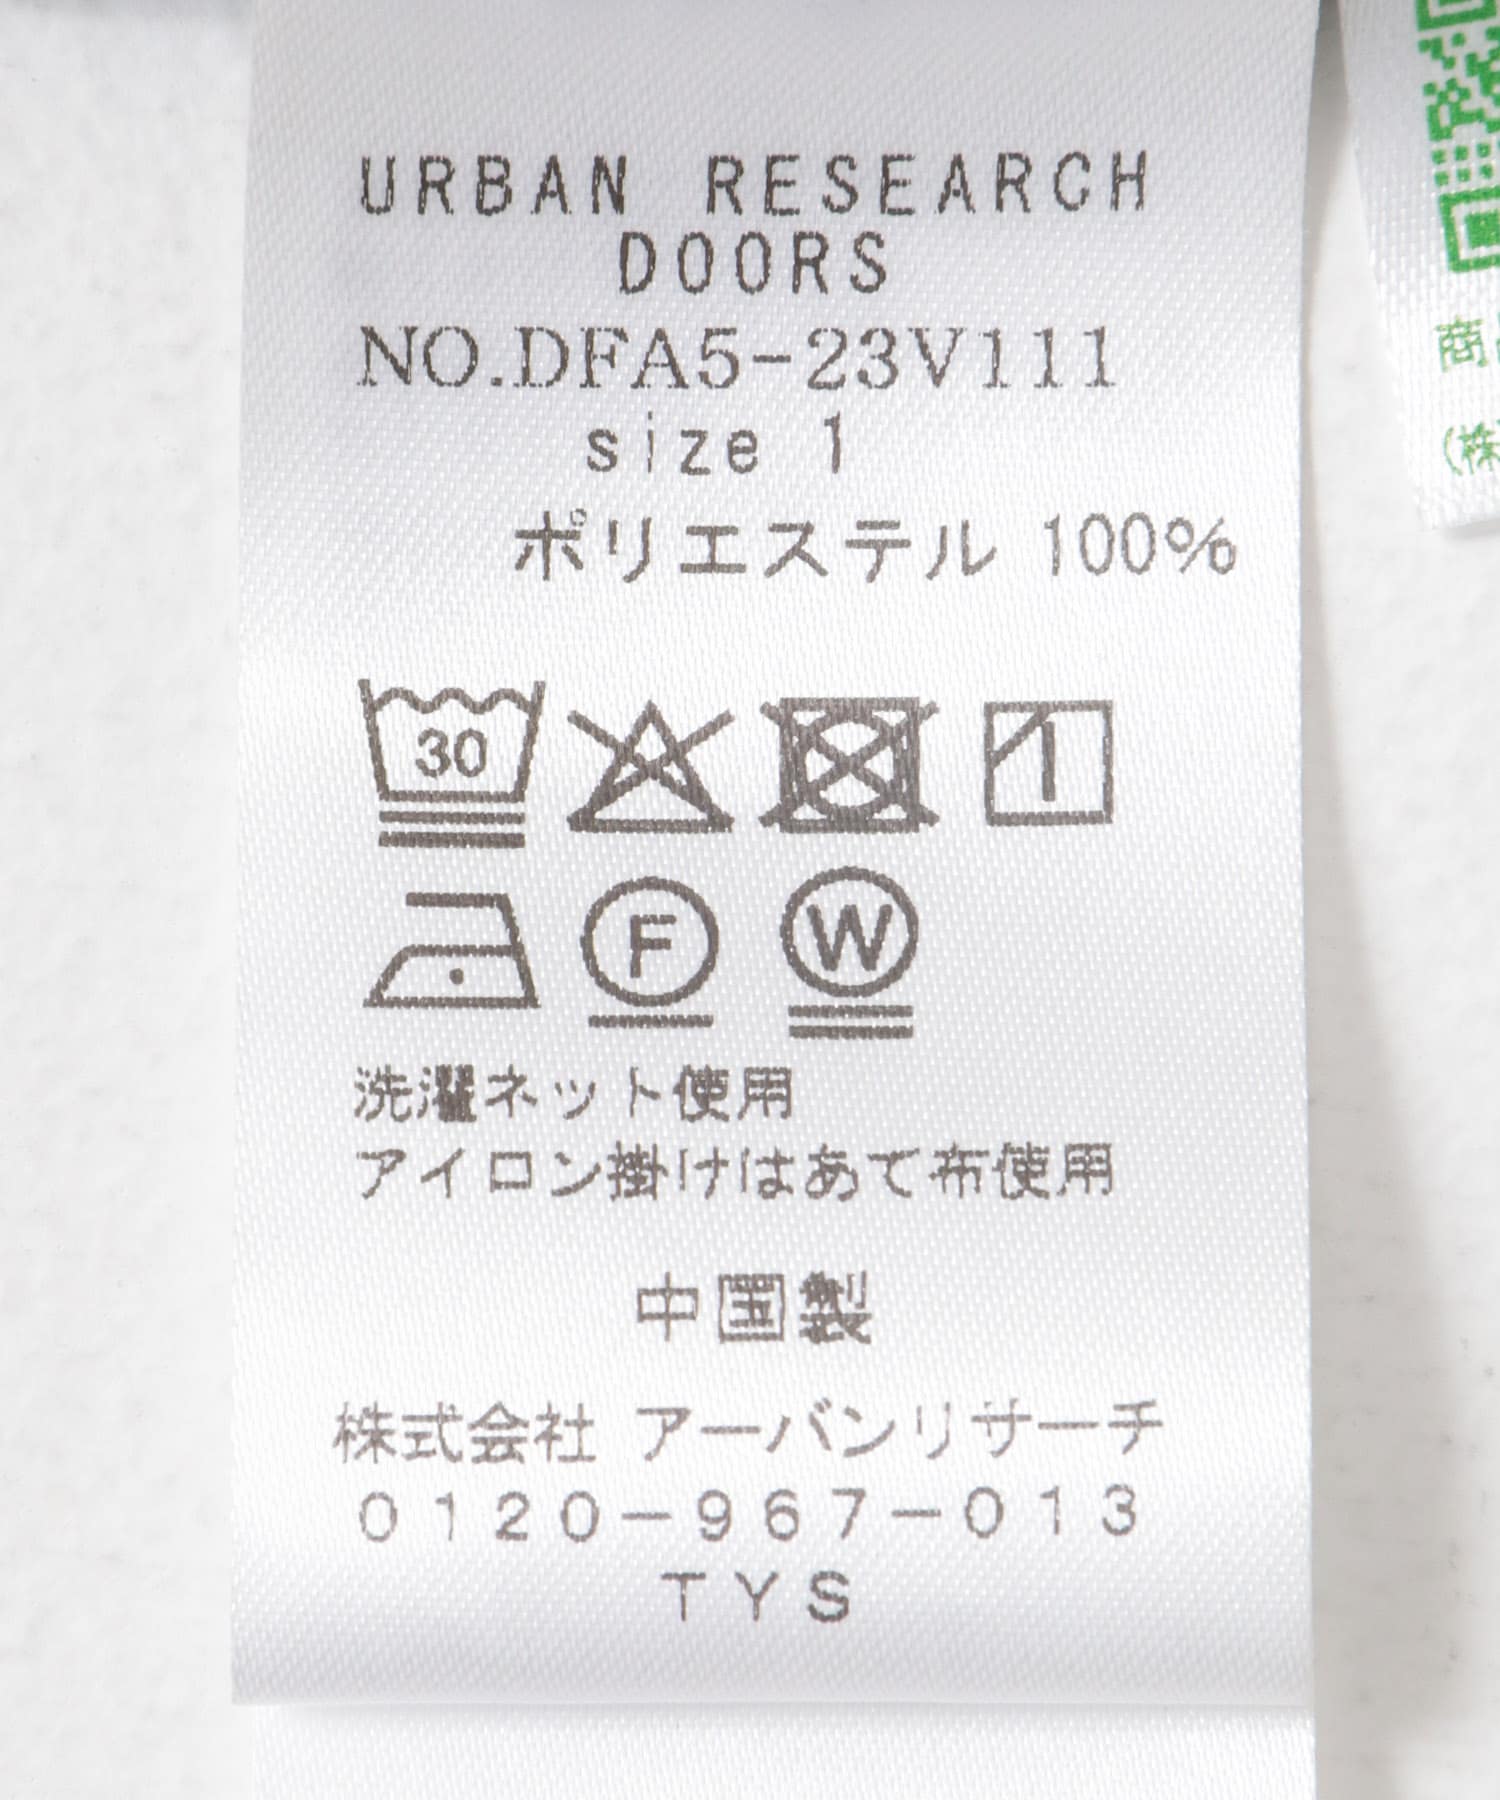 URBAN RESEARCH
DOORS
NO.DFA5-23V111
size 1
ポリエステル 100%
30
F
W
洗濯ネット使用
アイロン掛けはあて布使用
中国製
株式会社 アーバンリサーチ
0120-967-013
TYS
商
(株